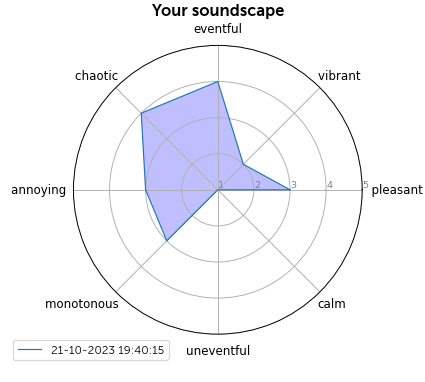 Your soundscape
eventful
chaotic
vibrant
annoying
1 2 3 4 5
pleasant
monotonous
calm
uneventful
21-10-2023 19:40:15